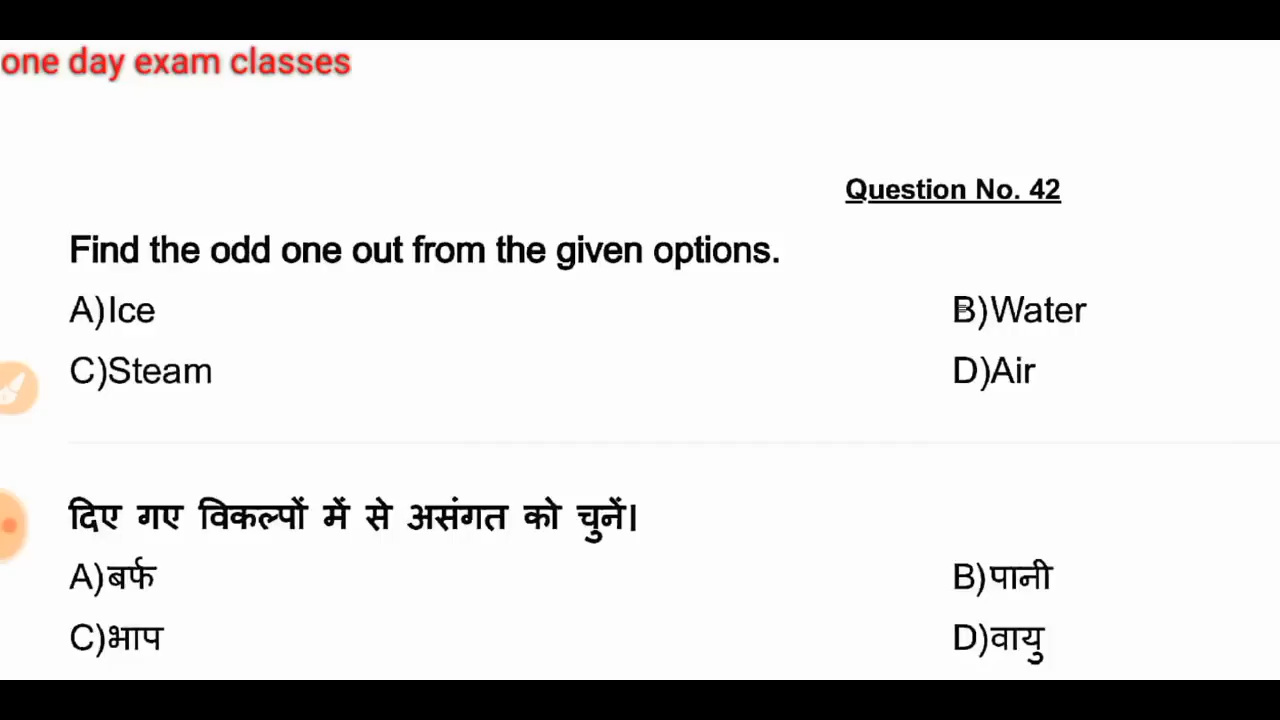 one day exam classes
Question No. 42
Find the odd one out from the given options.
A)Ice B)Water
C)Steam D)Air
दिए गए विकल्पों में से असंगत को चुनें।
A)बर्फ B)पानी
C)भाप D)वायु